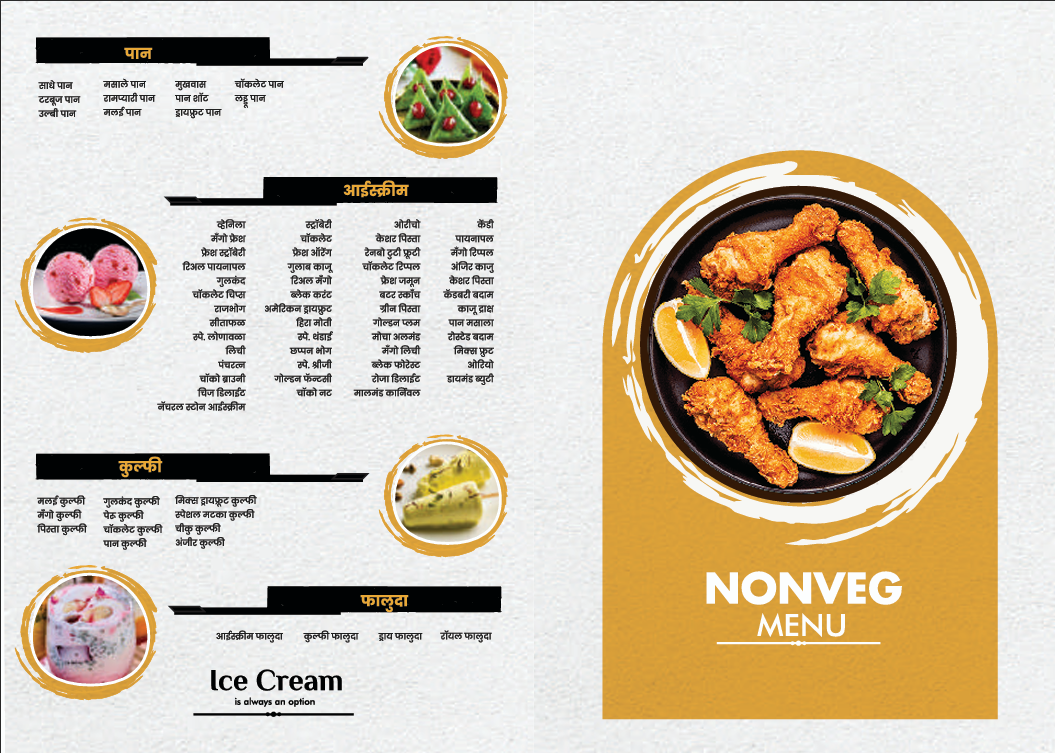 पान
साधे पान मसाले पान मुखवास चॉकलेट पान
टरबूज पान रामप्यारी पान पान शॉट लड्डू पान
उल्बी पान मलई पान ड्रायफ्रुट पान
आईस्क्रीम
व्हेनिला स्ट्रॉबेरी ओरीचो केंडी
मँगो फ्रेश चॉकलेट केशर पिस्ता पायनापल
फ्रेश स्ट्रॉबेरी फ्रेश ऑरेंग रेनबो टुटी फ्रूटी मँगो रिप्पल
रिअल पायनापल गुलाब काजू चॉकलेट रिप्पल अंजिर काजु
गुलकंद रिअल मँगो फ्रेश जमून केशर पिस्ता
चॉकलेट चिप्स ब्लेक करंट बटर स्कॉच कॅडबरी बदाम
राजभोग अमेरिकन ड्रायफ्रुट ग्रीन पिस्ता काजू द्राक्ष
सीताफळ हिरा मोती गोल्डन प्लम पान मसाला
स्पे. लोणावळा स्पे. थंडाई मोचा अलमंड रोस्टेड बदाम
लिची छप्पन भोग मँगो लिची मिक्स फ्रुट
पंचरत्न स्पे. श्रीजी ब्लेक फोरेस्ट ओरियो
चॉको ब्राउनी गोल्डन फॅन्टसी रोजा डिलाईट डायमंड ब्युटी
चिज डिलाईट चॉको नट मालमंड कार्निवल
नॅचरल स्टोन आईस्क्रीम
कुल्फी
मलई कुल्फी गुलकंद कुल्फी मिक्स ड्रायफ्रूट कुल्फी
मँगो कुल्फी पेरू कुल्फी स्पेशल मटका कुल्फी
पिस्ता कुल्फी चॉकलेट कुल्फी चीकु कुल्फी
पान कुल्फी अंजीर कुल्फी
फालुदा
आईस्क्रीम फालुदा कुल्फी फालुदा ड्राय फालुदा रॉयल फालुदा
Ice Cream
is always an option
NONVEG
MENU